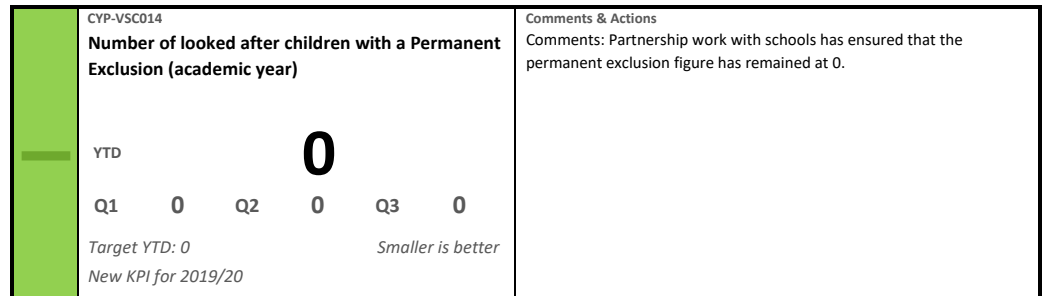 CYP-VSC014
Number of looked after children with a Permanent
Exclusion (academic year)
YTD 0
Q1 0 Q2 0 Q3 0
Target YTD: 0 Smaller is better
New KPI for 2019/20
Comments & Actions
Comments: Partnership work with schools has ensured that the
permanent exclusion figure has remained at 0.